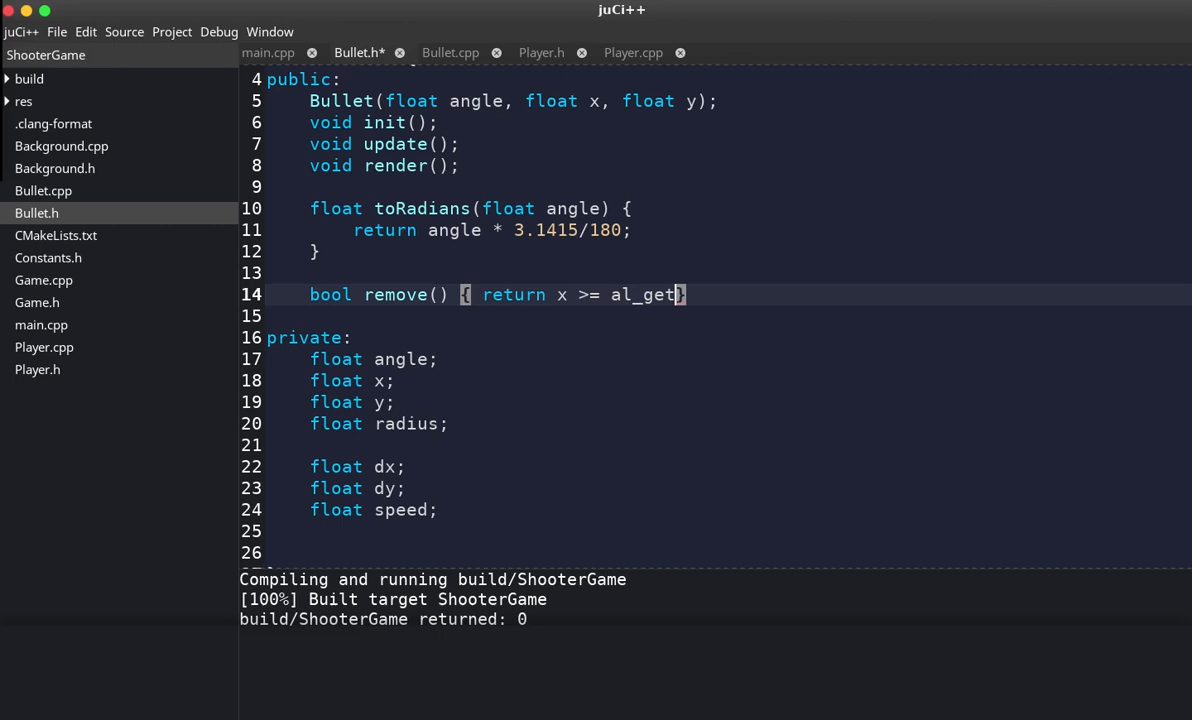 juCi++
juCi++ File Edit Source Project Debug Window
ShooterGame
main.cpp Bullet.h* Bullet.cpp Player.h Player.cpp
build
res
.clang-format
Background.cpp
Background.h
Bullet.cpp
Bullet.h
CMakeLists.txt
Constants.h
Game.cpp
Game.h
main.cpp
Player.cpp
Player.h
4 public:
5 Bullet(float angle, float x, float y);
6 void init();
7 void update();
8 void render();
9
10 float toRadians(float angle) {
11 return angle * 3.1415/180;
12 }
13
14 bool remove() { return x >= al_get}
15
16 private:
17 float angle;
18 float x;
19 float y;
20 float radius;
21
22 float dx;
23 float dy;
24 float speed;
25
26
Compiling and running build/ShooterGame
[100%] Built target ShooterGame
build/ShooterGame returned: 0